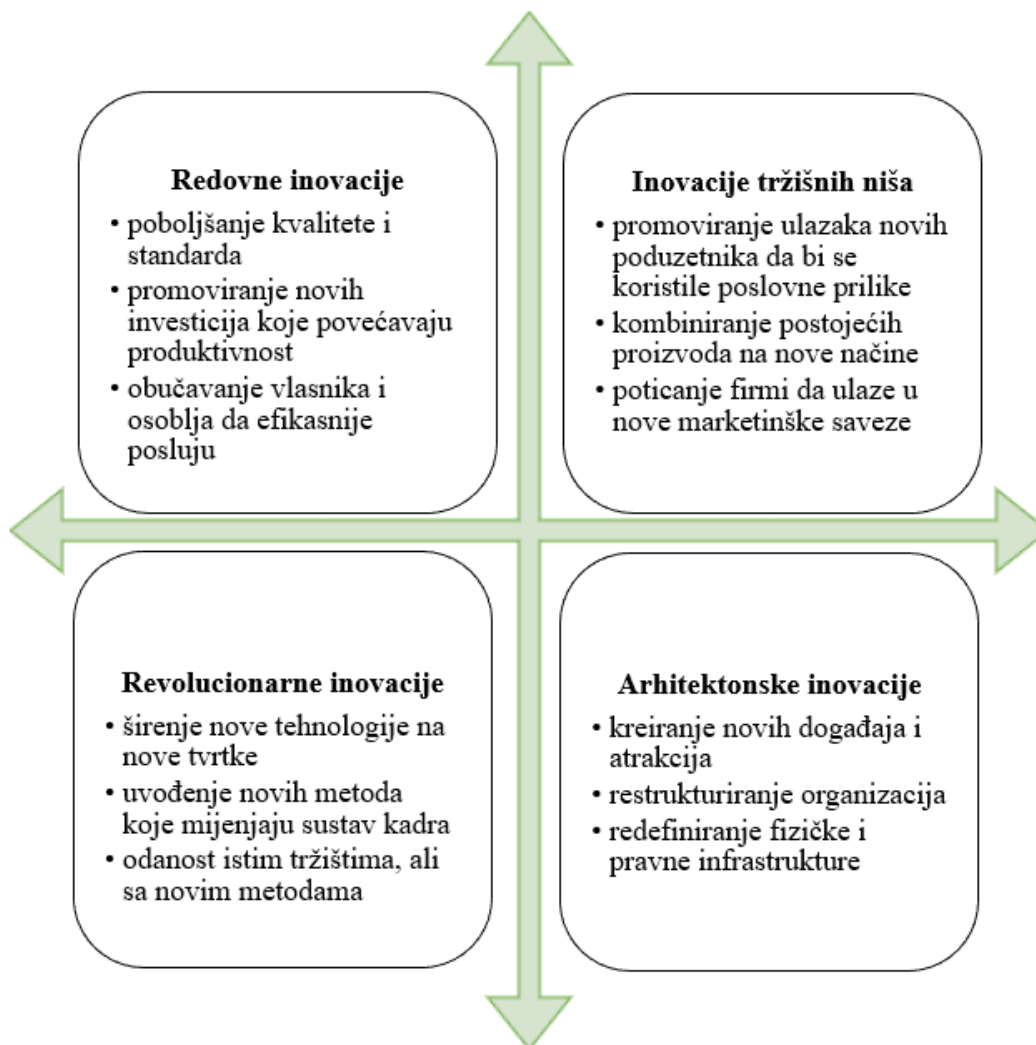 Redovne inovacije
• poboljšanje kvalitete i
standarda
• promoviranje novih
investicija koje povećavaju
produktivnost
• obučavanje vlasnika i
osoblja da efikasnije
posluju
Inovacije tržišnih niša
• promoviranje ulazaka novih
poduzetnika da bi se
koristile poslovne prilike
• kombiniranje postojećih
proizvoda na nove načine
• poticanje firmi da ulaze u
nove marketinške saveze
Revolucionarne inovacije
• širenje nove tehnologije na
nove tvrtke
• uvođenje novih metoda
koje mijenjaju sustav kadra
• odanost istim tržištima, ali
sa novim metodama
Arhitektonske inovacije
• kreiranje novih događaja i
atrakcija
• restrukturiranje organizacija
• redefiniranje fizičke i
pravne infrastrukture